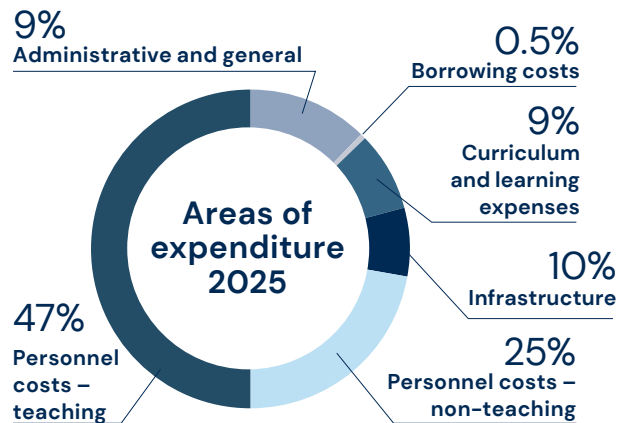 9%
Administrative and general
0.5%
Borrowing costs
9%
Curriculum
and learning
expenses
Areas of
expenditure
2025
10%
Infrastructure
47%
Personnel
costs –
teaching
25%
Personnel costs –
non-teaching